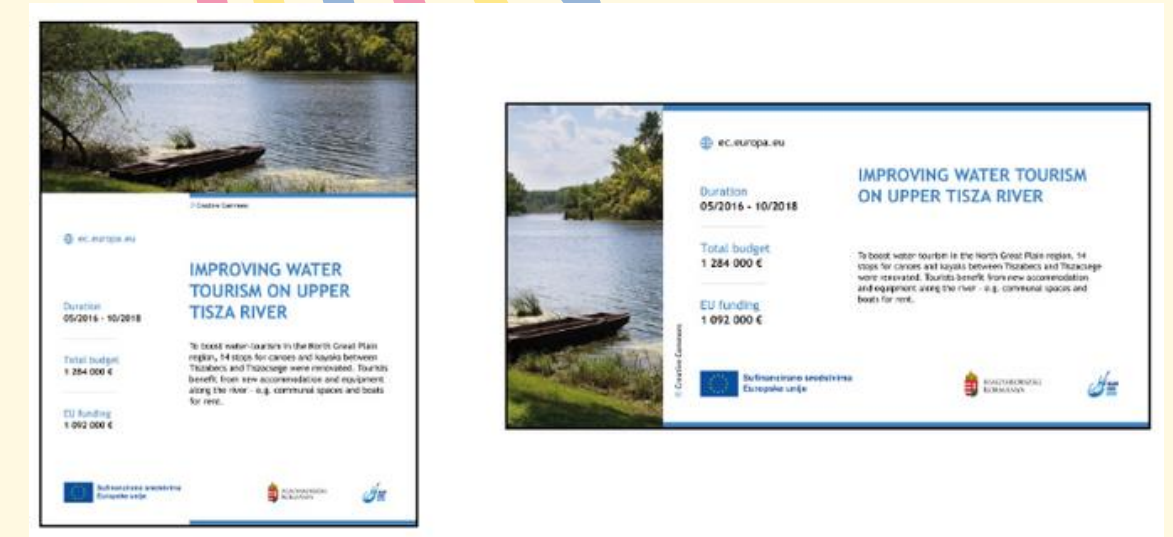 © Creative Commons
ec.europa.eu
IMPROVING WATER
TOURISM ON UPPER
TISZA RIVER
Duration
05/2016 - 10/2018
Total budget
1 284 000 €
EU funding
1 092 000 €
To boost water-tourism in the North Great Plain
region, 14 stops for canoes and kayaks between
Tiszabecs and Tiszacsege were renovated. Tourists
benefit from new accommodation and equipment
along the river - e.g. communal spaces and boats
for rent.
Sufinancirano sredstvima
Europske unije
MAGYARORSZÁG
KORMÁNYA
ec.europa.eu
Duration
05/2016 - 10/2018
Total budget
1 284 000 €
EU funding
1 092 000 €
IMPROVING WATER TOURISM
ON UPPER TISZA RIVER
To boost water-tourism in the North Great Plain region, 14
stops for canoes and kayaks between Tiszabecs and Tiszacsege
were renovated. Tourists benefit from new accommodation
and equipment along the river - e.g. communal spaces and
boats for rent.
© Creative Commons
Sufinancirano sredstvima
Europske unije
MAGYARORSZÁG
KORMÁNYA